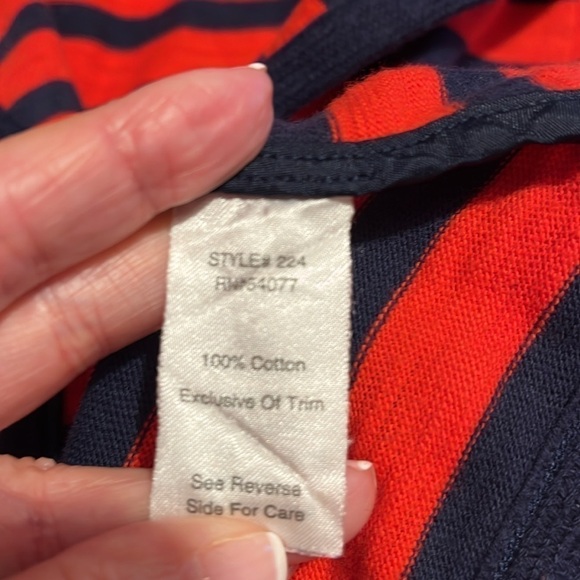 STYLE# 224
RN#54077
100% Cotton
Exclusive Of Trim
See Reverse
Side For Care